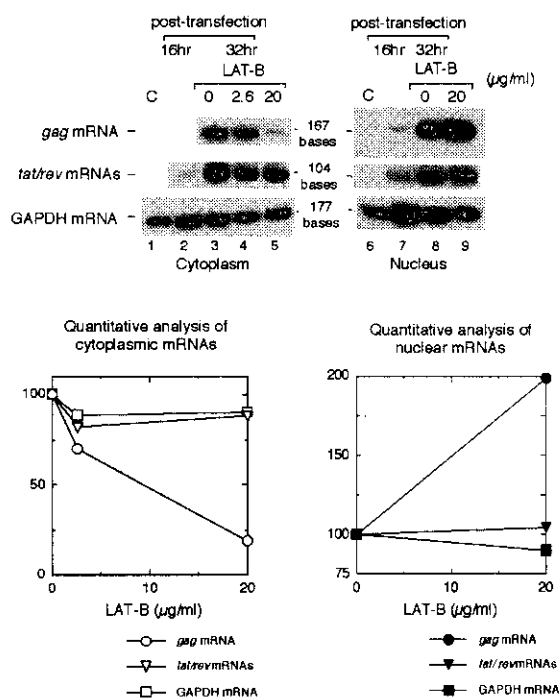 post-transfection post-transfection
16hr 32hr 16hr 32hr
LAT-B LAT-B (µg/ml)
C 0 2.6 20 C 0 20
gag mRNA 167 bases
tat/rev mRNAs 104 bases
GAPDH mRNA 177 bases
1 2 3 4 5 6 7 8 9
Cytoplasm Nucleus
Quantitative analysis of
cytoplasmic mRNAs
100
50
0
0 10 20
LAT-B (µg/ml)
gag mRNA
tat/rev mRNAs
GAPDH mRNA
Quantitative analysis of
nuclear mRNAs
200
150
100
75
0 10 20
LAT-B (µg/ml)
gag mRNA
tat/rev mRNAs
GAPDH mRNA